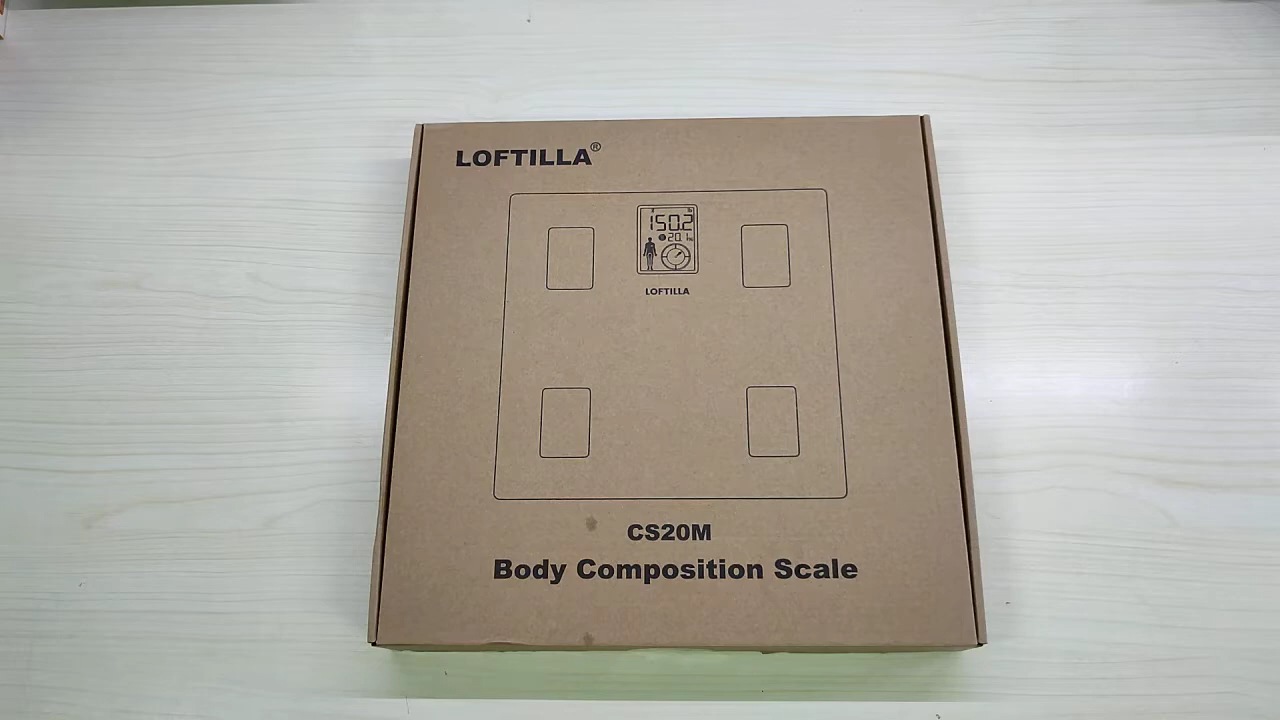 LOFTILLA®
150.2
20.1
LOFTILLA
CS20M
Body Composition Scale